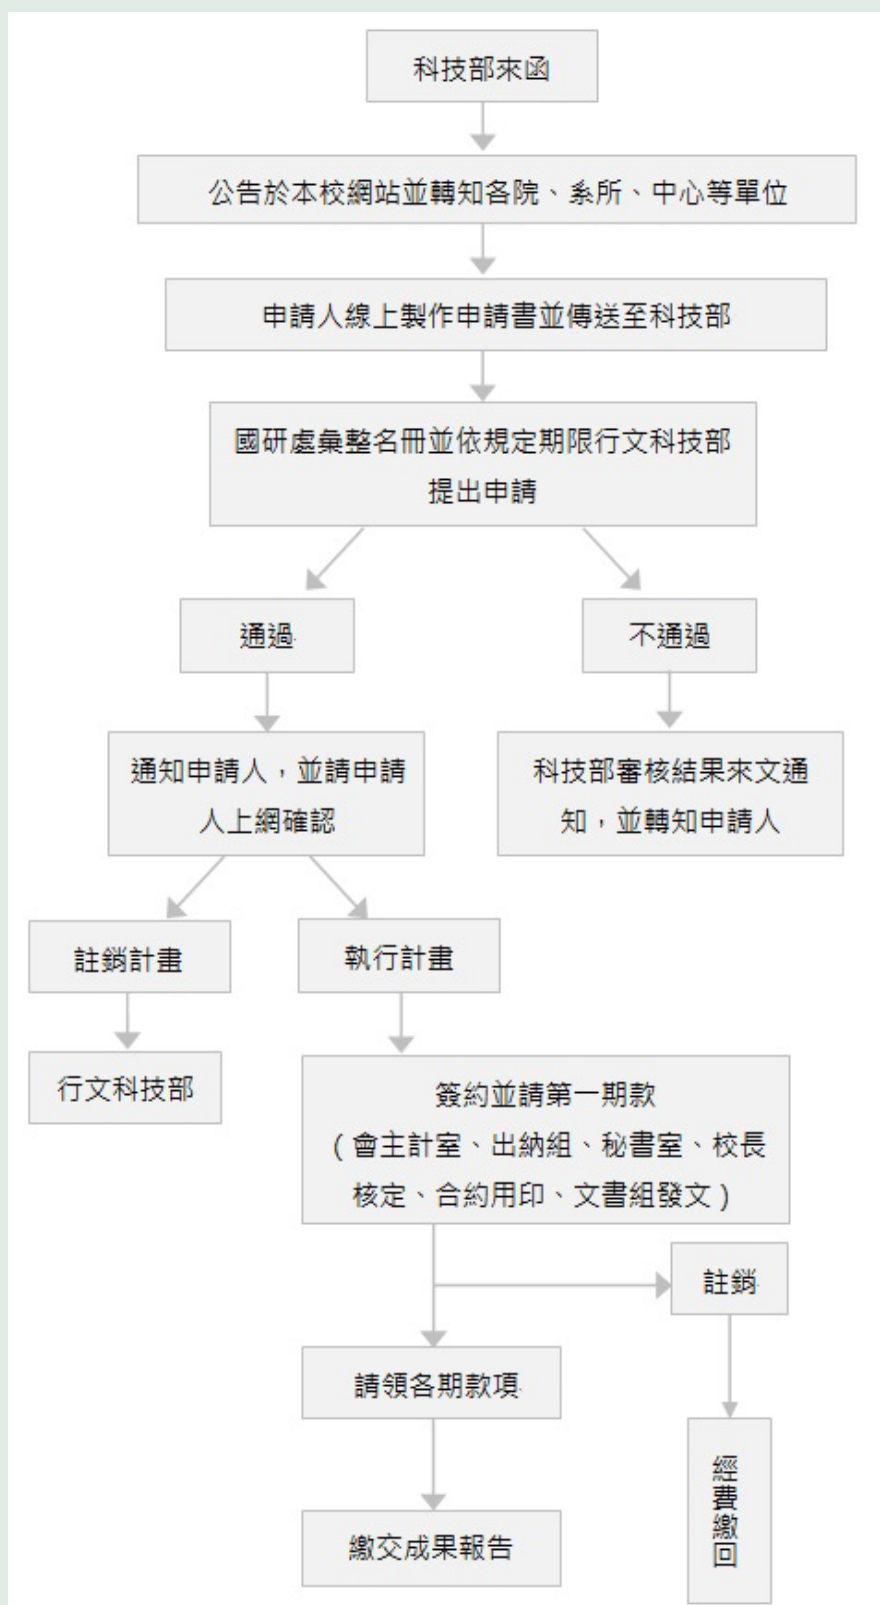 科技部來函
公告於本校網站並轉知各院、系所、中心等單位
申請人線上製作申請書並傳送至科技部
國研處彙整名冊並依規定期限行文科技部
提出申請
通過
不通過
通知申請人，並請申請
人上網確認
科技部審核結果來文通
知，並轉知申請人
註銷計畫
執行計畫
行文科技部
簽約並請第一期款
(會主計室、出納組、秘書室、校長
核定、合約用印、文書組發文)
註銷
請領各期款項
經費繳回
繳交成果報告